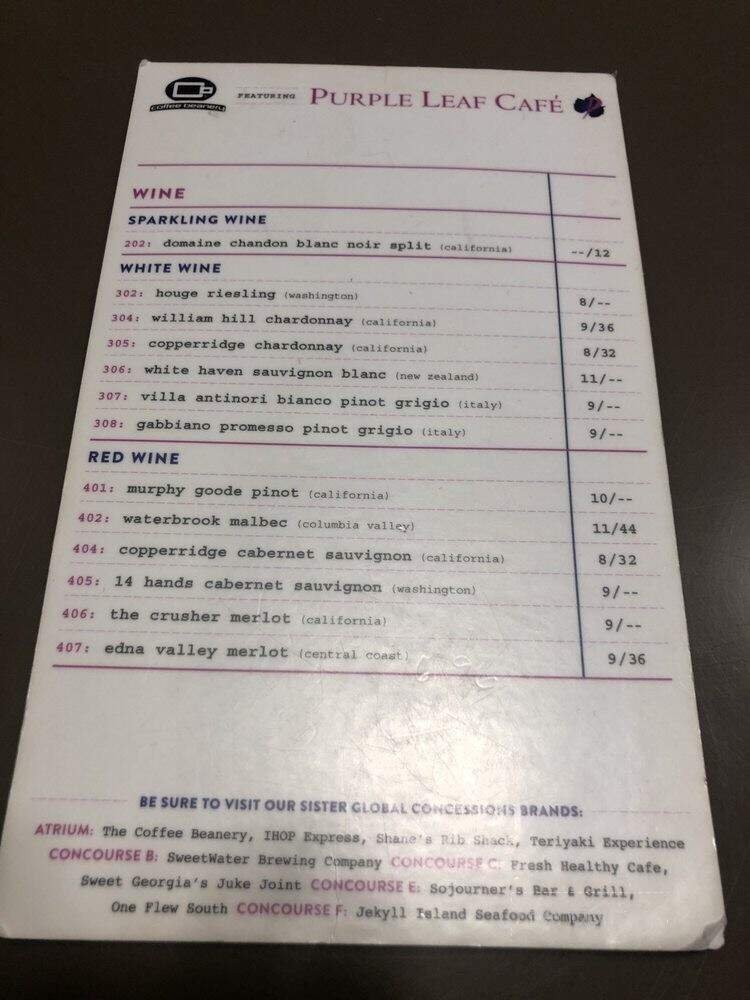 coffee beanery FEATURING PURPLE LEAF CAFÉ
WINE
SPARKLING WINE
202: domaine chandon blanc noir split (california) --/12
WHITE WINE
302: houge riesling (washington) 8/--
304: william hill chardonnay (california) 9/36
305: copperridge chardonnay (california) 8/32
306: white haven sauvignon blanc (new zealand) 11/--
307: villa antinori bianco pinot grigio (italy) 9/--
308: gabbiano promesso pinot grigio (italy) 9/--
RED WINE
401: murphy goode pinot (california) 10/--
402: waterbrook malbec (columbia valley) 11/44
404: copperridge cabernet sauvignon (california) 8/32
405: 14 hands cabernet sauvignon (washington) 9/--
406: the crusher merlot (california) 9/--
407: edna valley merlot (central coast) 9/36
BE SURE TO VISIT OUR SISTER GLOBAL CONCESSIONS BRANDS:
ATRIUM: The Coffee Beanery, IHOP Express, Shane's Rib Shack, Teriyaki Experience
CONCOURSE B: SweetWater Brewing Company CONCOURSE C: Fresh Healthy Cafe,
Sweet Georgia's Juke Joint CONCOURSE E: Sojourner's Bar & Grill,
One Flew South CONCOURSE F: Jekyll Island Seafood Company